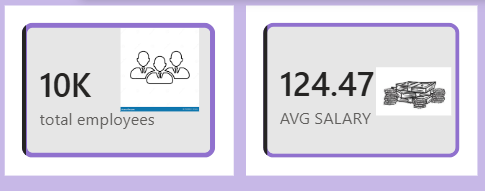 10K
total employees
124.47
AVG SALARY